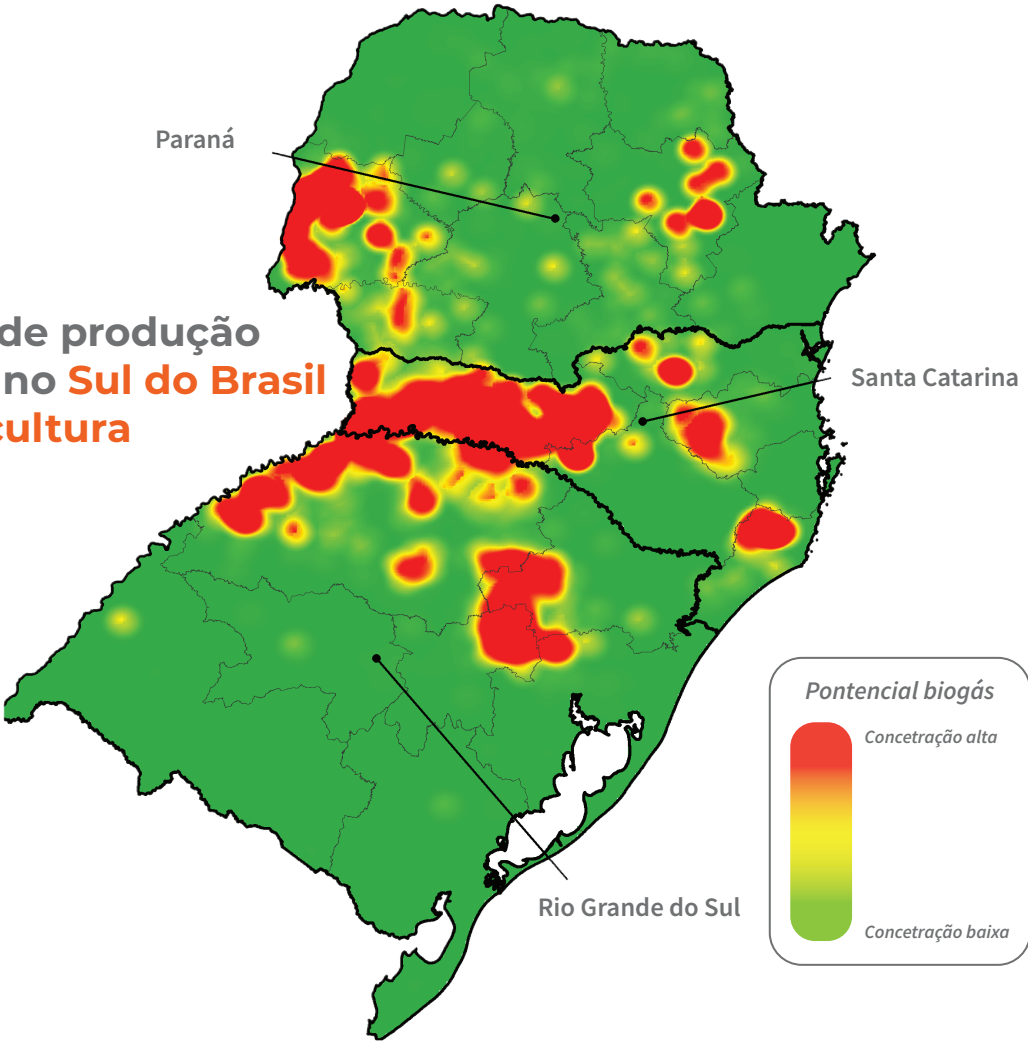 Paraná
de produção
no Sul do Brasil
cultura
Santa Catarina
Rio Grande do Sul
Pontencial biogás
Concetração alta
Concetração baixa